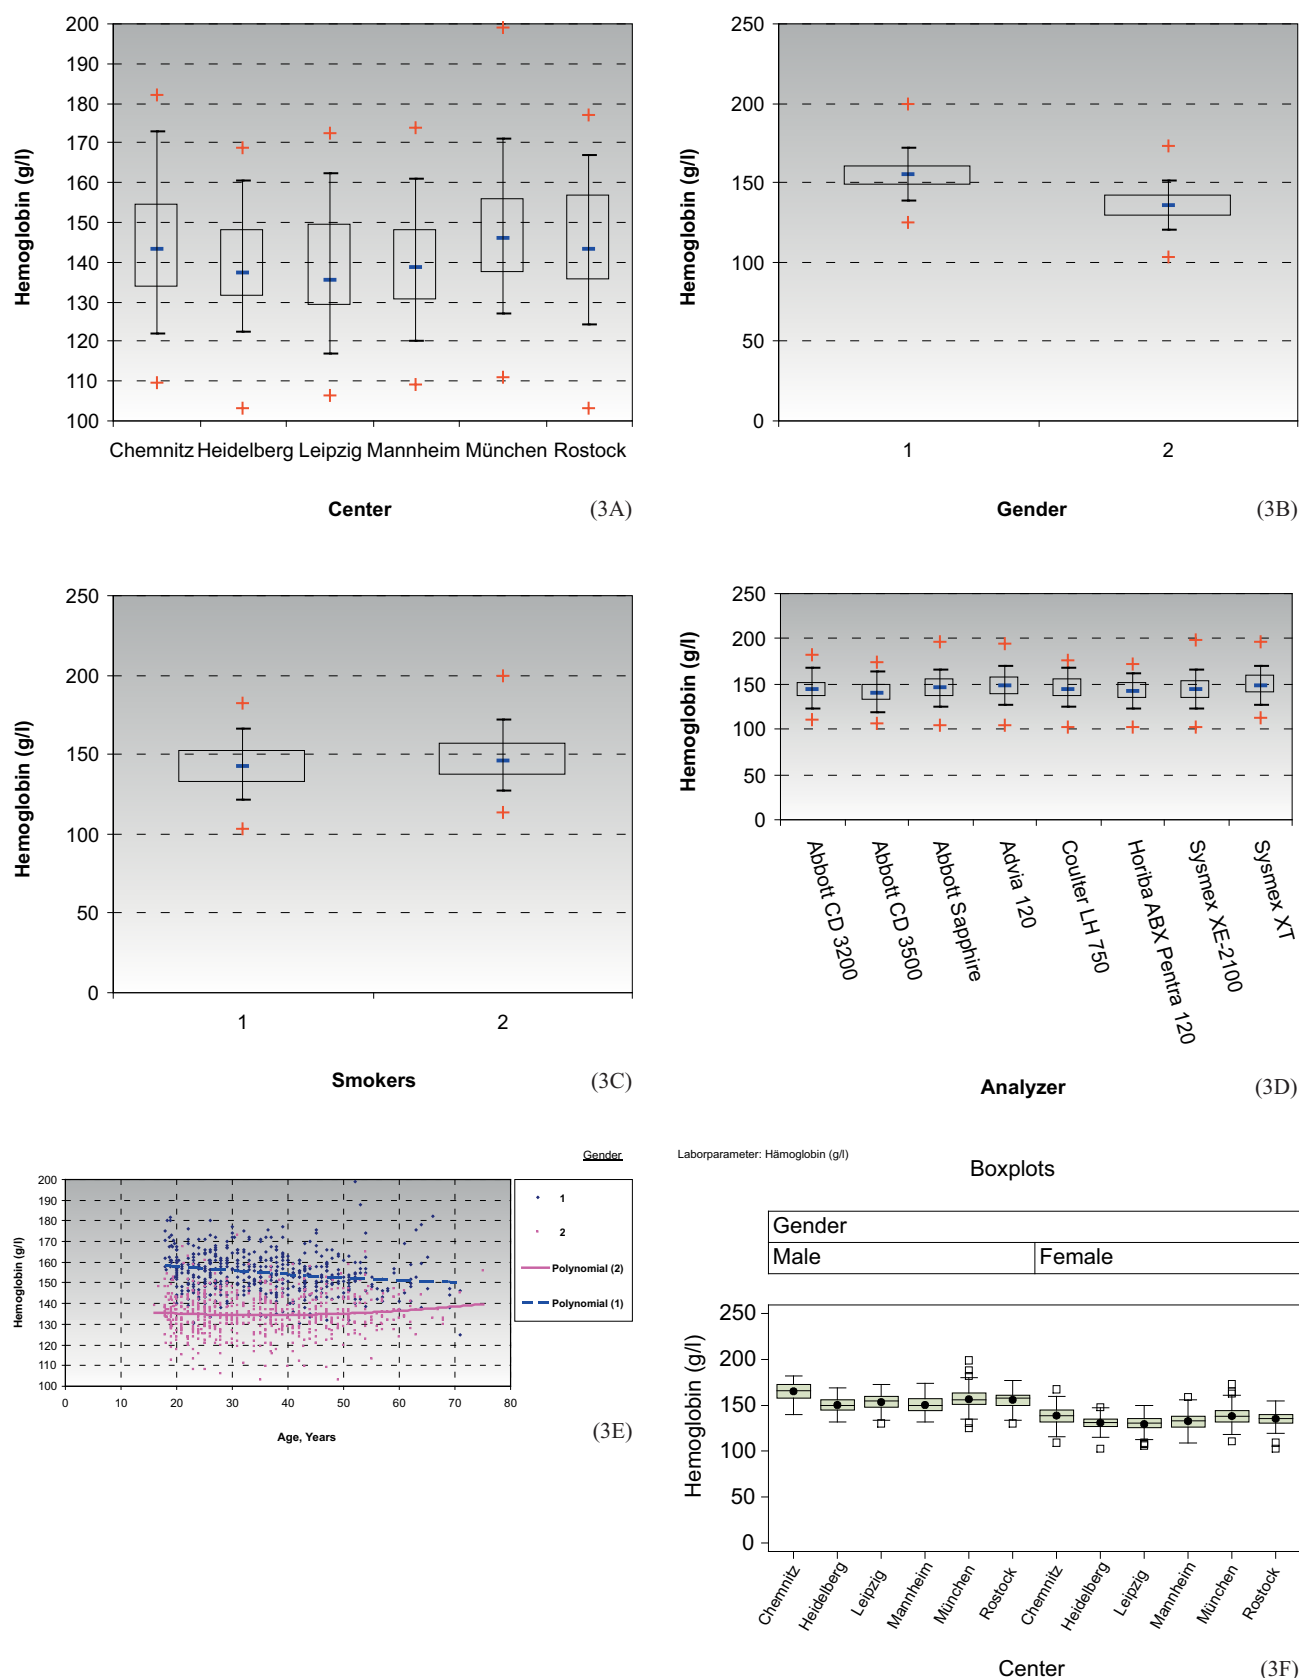 200
190
180
170
160
150
140
130
120
110
100
Hemoglobin (g/l)
Chemnitz Heidelberg Leipzig Mannheim München Rostock
Center
(3A)
250
200
150
100
50
0
Hemoglobin (g/l)
1 2
Gender
(3B)
250
200
150
100
50
0
Hemoglobin (g/l)
1 2
Smokers
(3C)
250
200
150
100
50
0
Hemoglobin (g/l)
Abbott CD 3200
Abbott CD 3500
Abbott Sapphire
Advia 120
Coulter LH 750
Horiba ABX Pentra 120
Sysmex XE-2100
Sysmex XT
Analyzer
(3D)
Gender
200
190
180
170
160
150
140
130
120
110
100
Hemoglobin (g/l)
0 10 20 30 40 50 60 70 80
Age, Years
1
2
Polynomial (2)
Polynomial (1)
(3E)
Laborparameter: Hämoglobin (g/l)
Boxplots
Gender
Male Female
250
200
150
100
50
0
Hemoglobin (g/l)
Chemnitz
Heidelberg
Leipzig
Mannheim
München
Rostock
Chemnitz
Heidelberg
Leipzig
Mannheim
München
Rostock
Center
(3F)